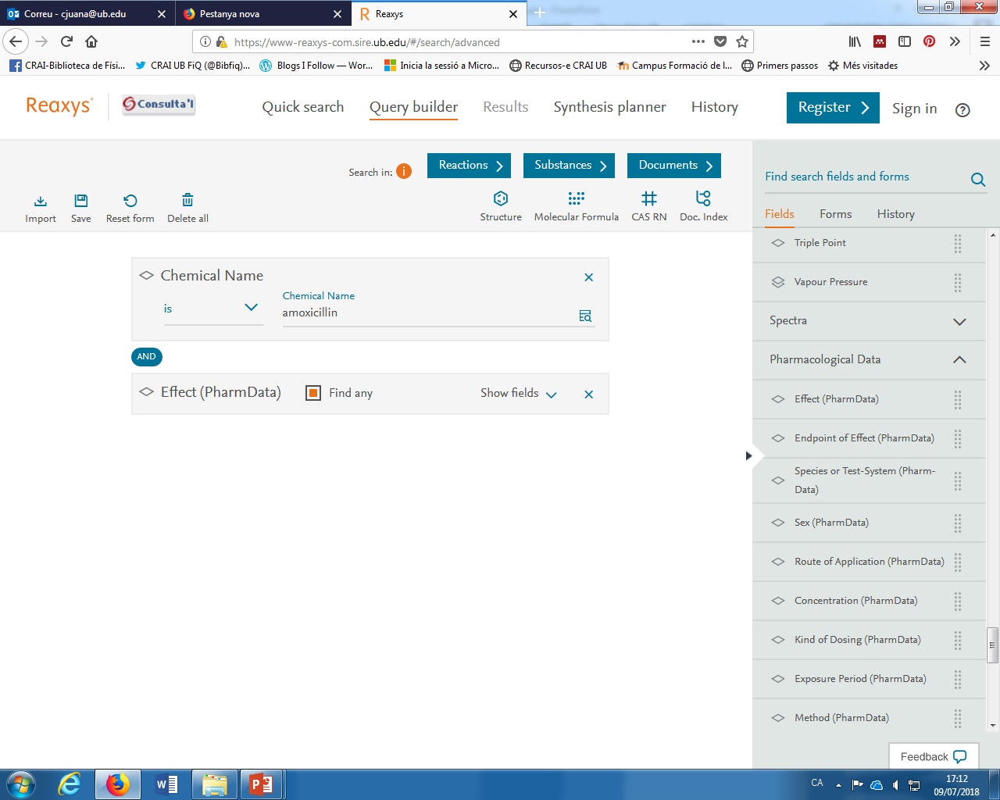 Correu - cjuana@ub.edu
Pestanya nova
Reaxys
https://www-reaxys-com.sire.ub.edu/#/search/advanced
CRAI-Biblioteca de Físi...
CRAI UB FiQ (@Bibfiq)...
Blogs I Follow — Wor...
Inicia la sessió a Micro...
Recursos-e CRAI UB
Campus Formació de l...
Primers passos
Més visitades
Reaxys
Consulta'l
Quick search
Query builder
Results
Synthesis planner
History
Register
Sign in
Search in:
Reactions
Substances
Documents
Import
Save
Reset form
Delete all
Structure
Molecular Formula
CAS RN
Doc. Index
Chemical Name
is
Chemical Name
amoxicillin
AND
Effect (PharmData)
Find any
Show fields
Find search fields and forms
Fields
Forms
History
Triple Point
Vapour Pressure
Spectra
Pharmacological Data
Effect (PharmData)
Endpoint of Effect (PharmData)
Species or Test-System (Pharm-
Data)
Sex (PharmData)
Route of Application (PharmData)
Concentration (PharmData)
Kind of Dosing (PharmData)
Exposure Period (PharmData)
Method (PharmData)
Feedback
CA
17:12
09/07/2018